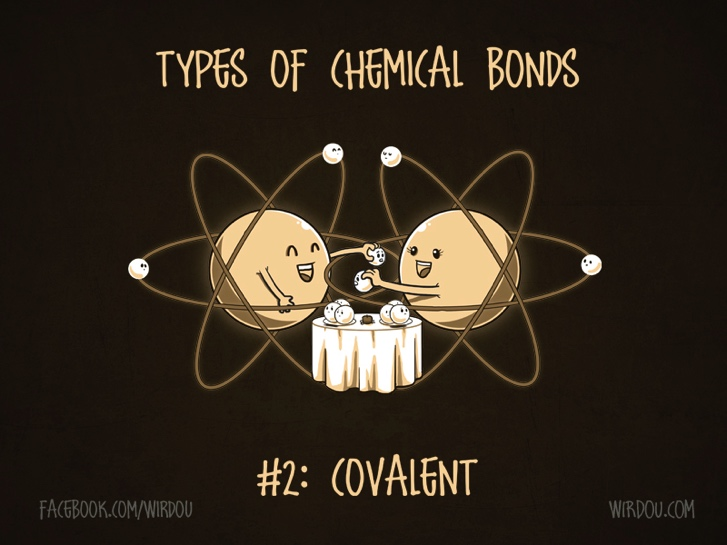 TYPES OF CHEMICAL BONDS
#2: COVALENT
FACEBOOK.COM/WIRDOU
WIRDOU.COM